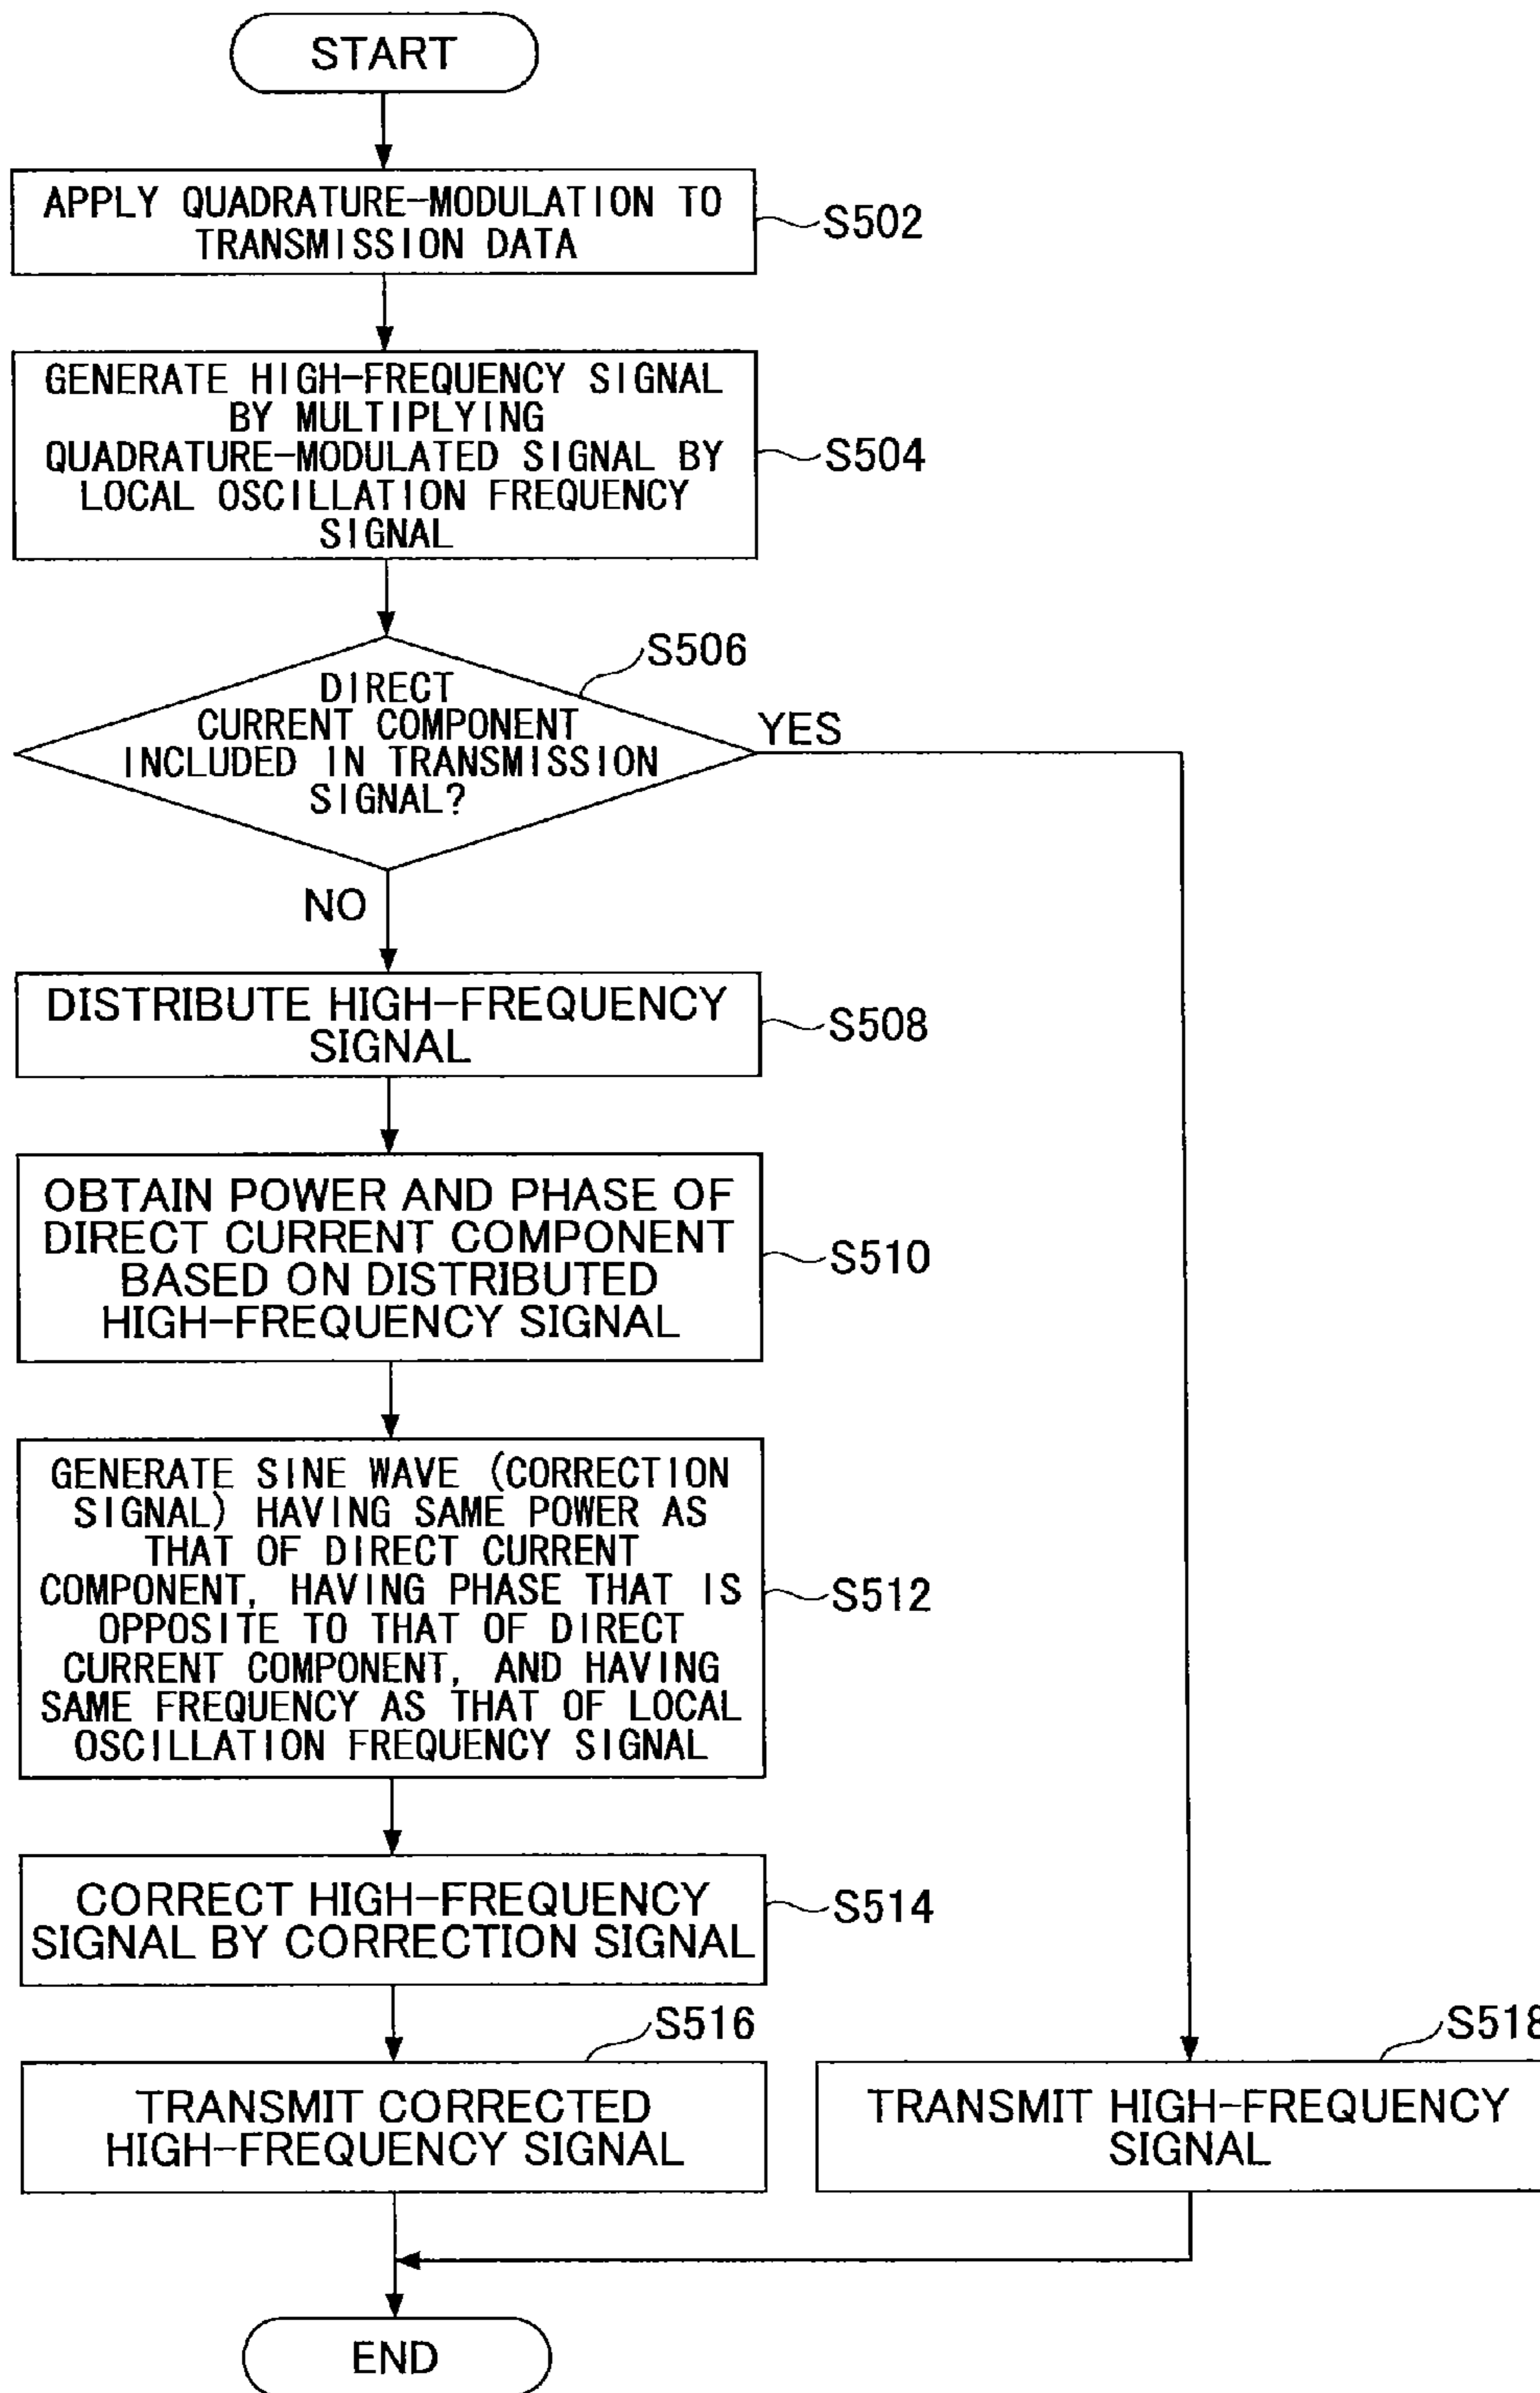 START
APPLY QUADRATURE-MODULATION TO
TRANSMISSION DATA
S502
GENERATE HIGH-FREQUENCY SIGNAL
BY MULTIPLYING
QUADRATURE-MODULATED SIGNAL BY
LOCAL OSCILLATION FREQUENCY
SIGNAL
S504
S506
DIRECT
CURRENT COMPONENT
INCLUDED IN TRANSMISSION
SIGNAL?
YES
NO
DISTRIBUTE HIGH-FREQUENCY
SIGNAL
S508
OBTAIN POWER AND PHASE OF
DIRECT CURRENT COMPONENT
BASED ON DISTRIBUTED
HIGH-FREQUENCY SIGNAL
S510
GENERATE SINE WAVE (CORRECTION
SIGNAL) HAVING SAME POWER AS
THAT OF DIRECT CURRENT
COMPONENT, HAVING PHASE THAT IS
OPPOSITE TO THAT OF DIRECT
CURRENT COMPONENT, AND HAVING
SAME FREQUENCY AS THAT OF LOCAL
OSCILLATION FREQUENCY SIGNAL
S512
CORRECT HIGH-FREQUENCY
SIGNAL BY CORRECTION SIGNAL
S514
S516
TRANSMIT CORRECTED
HIGH-FREQUENCY SIGNAL
S518
TRANSMIT HIGH-FREQUENCY
SIGNAL
END